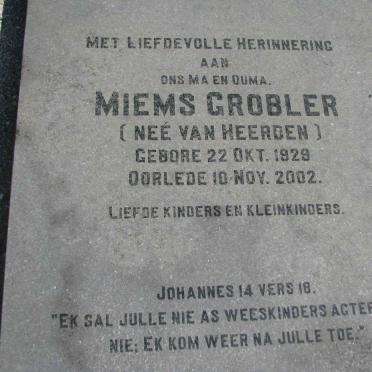 MET LIEFDEVOLLE HERINNERING
AAN
ONS MA EN OUMA.
MIEMS GROBLER
( NEÉ VAN HEERDEN )
GEBORE 22 OKT. 1929
OORLEDE 10 NOV. 2002.
LIEFDE KINDERS EN KLEINKINDERS.
JOHANNES 14 VERS 18.
"EK SAL JULLE NIE AS WEESKINDERS ACTER
NIE; EK KOM WEER NA JULLE TOE."